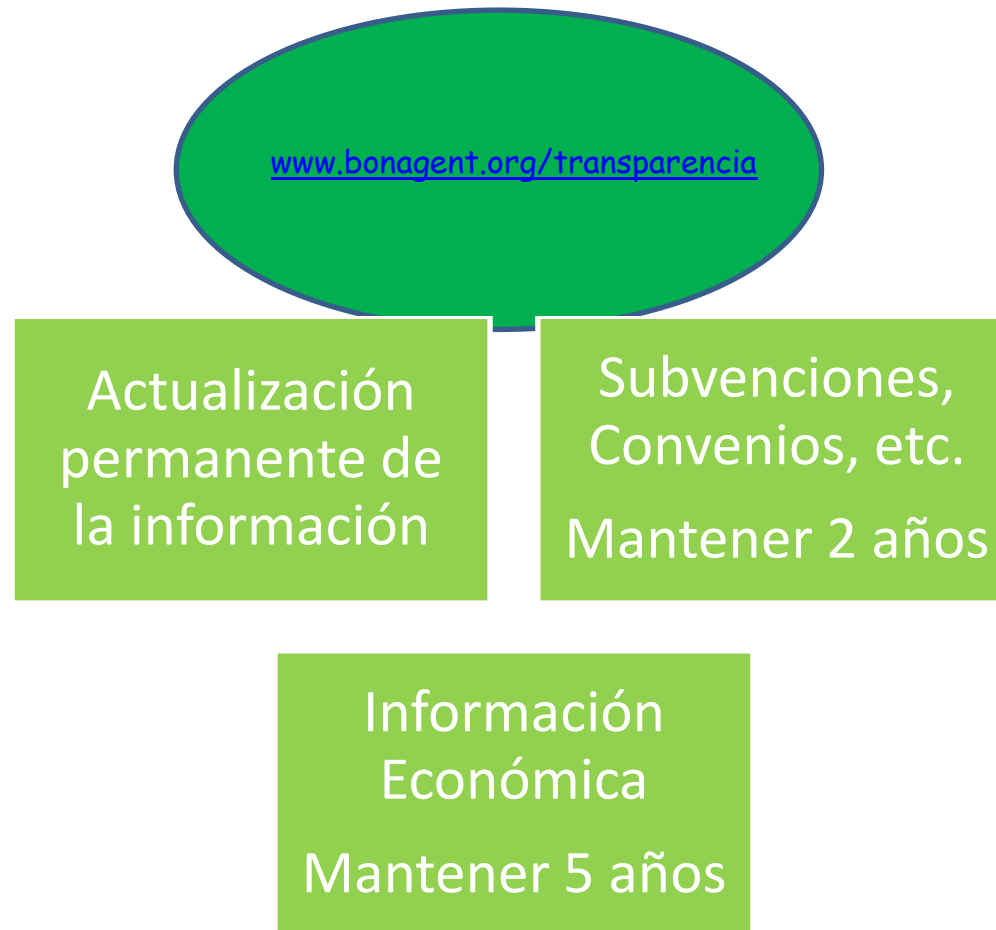 www.bonagent.org/transparencia
Actualización
permanente de
la información
Subvenciones,
Convenios, etc.
Mantener 2 años
Información
Económica
Mantener 5 años